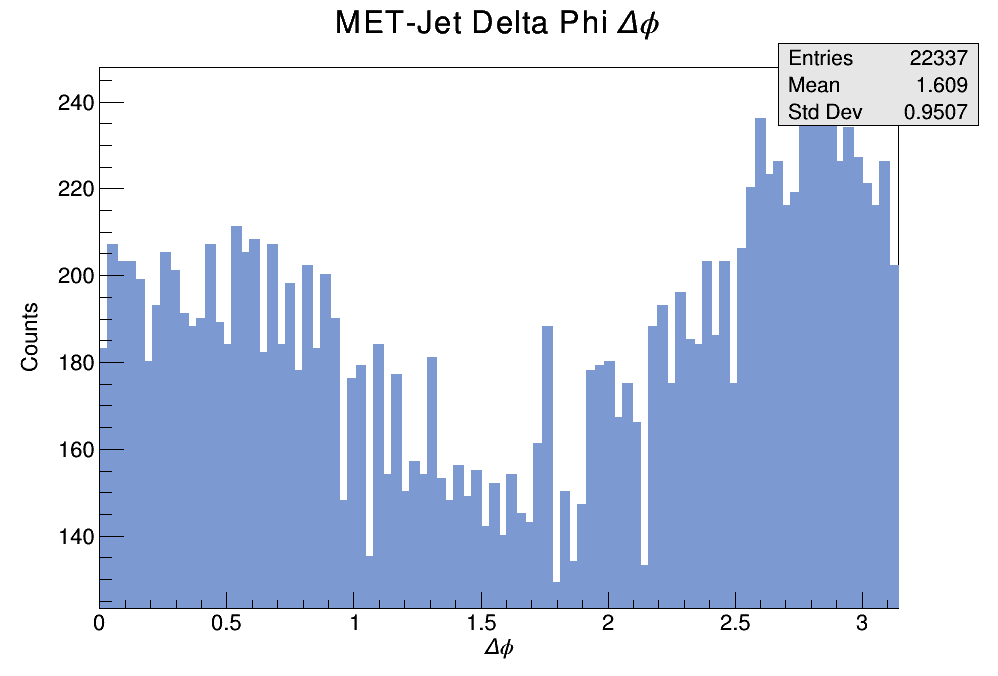 MET-Jet Delta Phi Δϕ
Entries 22337
Mean 1.609
Std Dev 0.9507
Counts
240
220
200
180
160
140
0 0.5 1 1.5 2 2.5 3
Δϕ